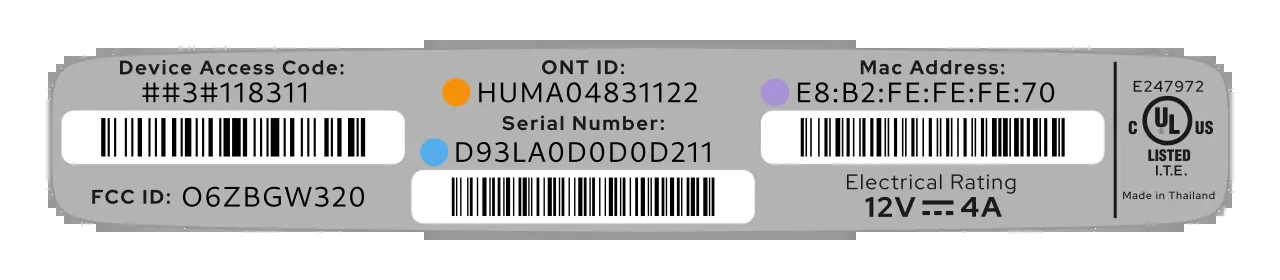 Device Access Code:
##3#118311
FCC ID: O6ZBGW320
ONT ID:
HUMA04831122
Serial Number:
D93LA0D0D0D211
Mac Address:
E8:B2:FE:FE:FE:70
Electrical Rating
12V⎓4A
E247972
C UL US
LISTED
I.T.E.
Made in Thailand